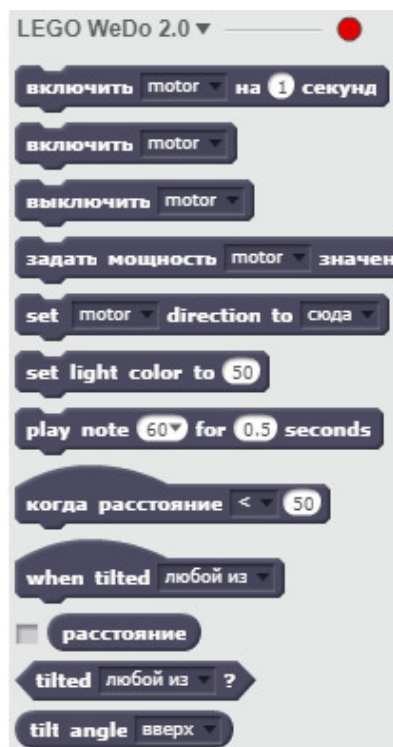 LEGO WeDo 2.0
включить motor на 1 секунд
включить motor
выключить motor
задать мощность motor значен
set motor direction to сюда
set light color to 50
play note 60 for 0.5 seconds
когда расстояние < 50
when tilted любой из
расстояние
tilted любой из ?
tilt angle вверх